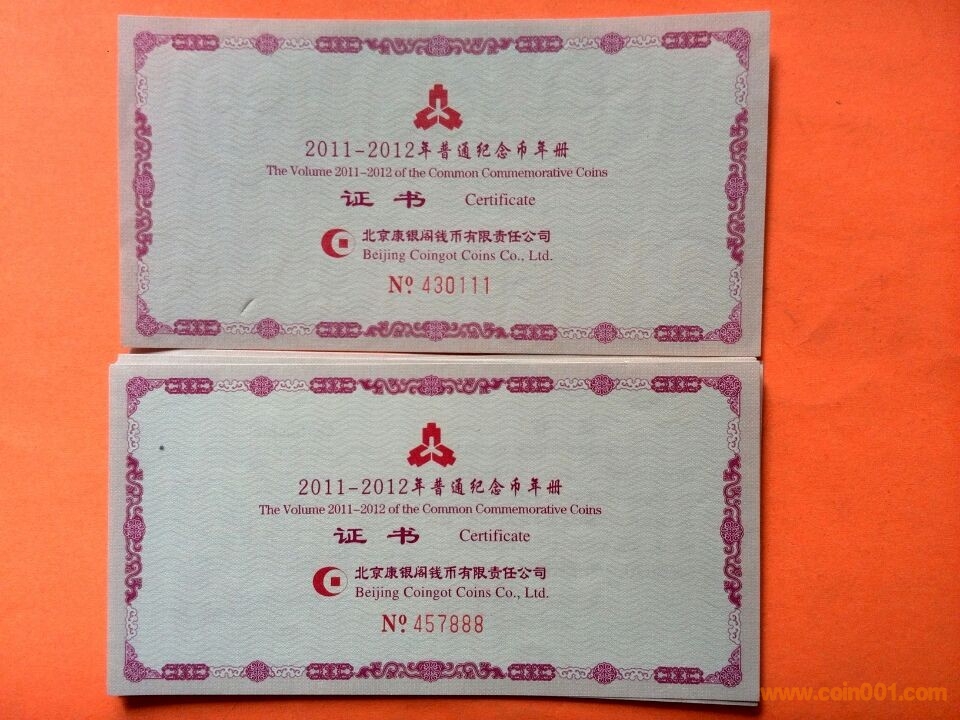 2011-2012年普通纪念币年册
The Volume 2011-2012 of the Common Commemorative Coins
证书 Certificate
北京康银阁钱币有限责任公司
Beijing Coingot Coins Co., Ltd.
Nº 430111
2011-2012年普通纪念币年册
The Volume 2011-2012 of the Common Commemorative Coins
证书 Certificate
北京康银阁钱币有限责任公司
Beijing Coingot Coins Co., Ltd.
Nº 457888
www.coin001.com